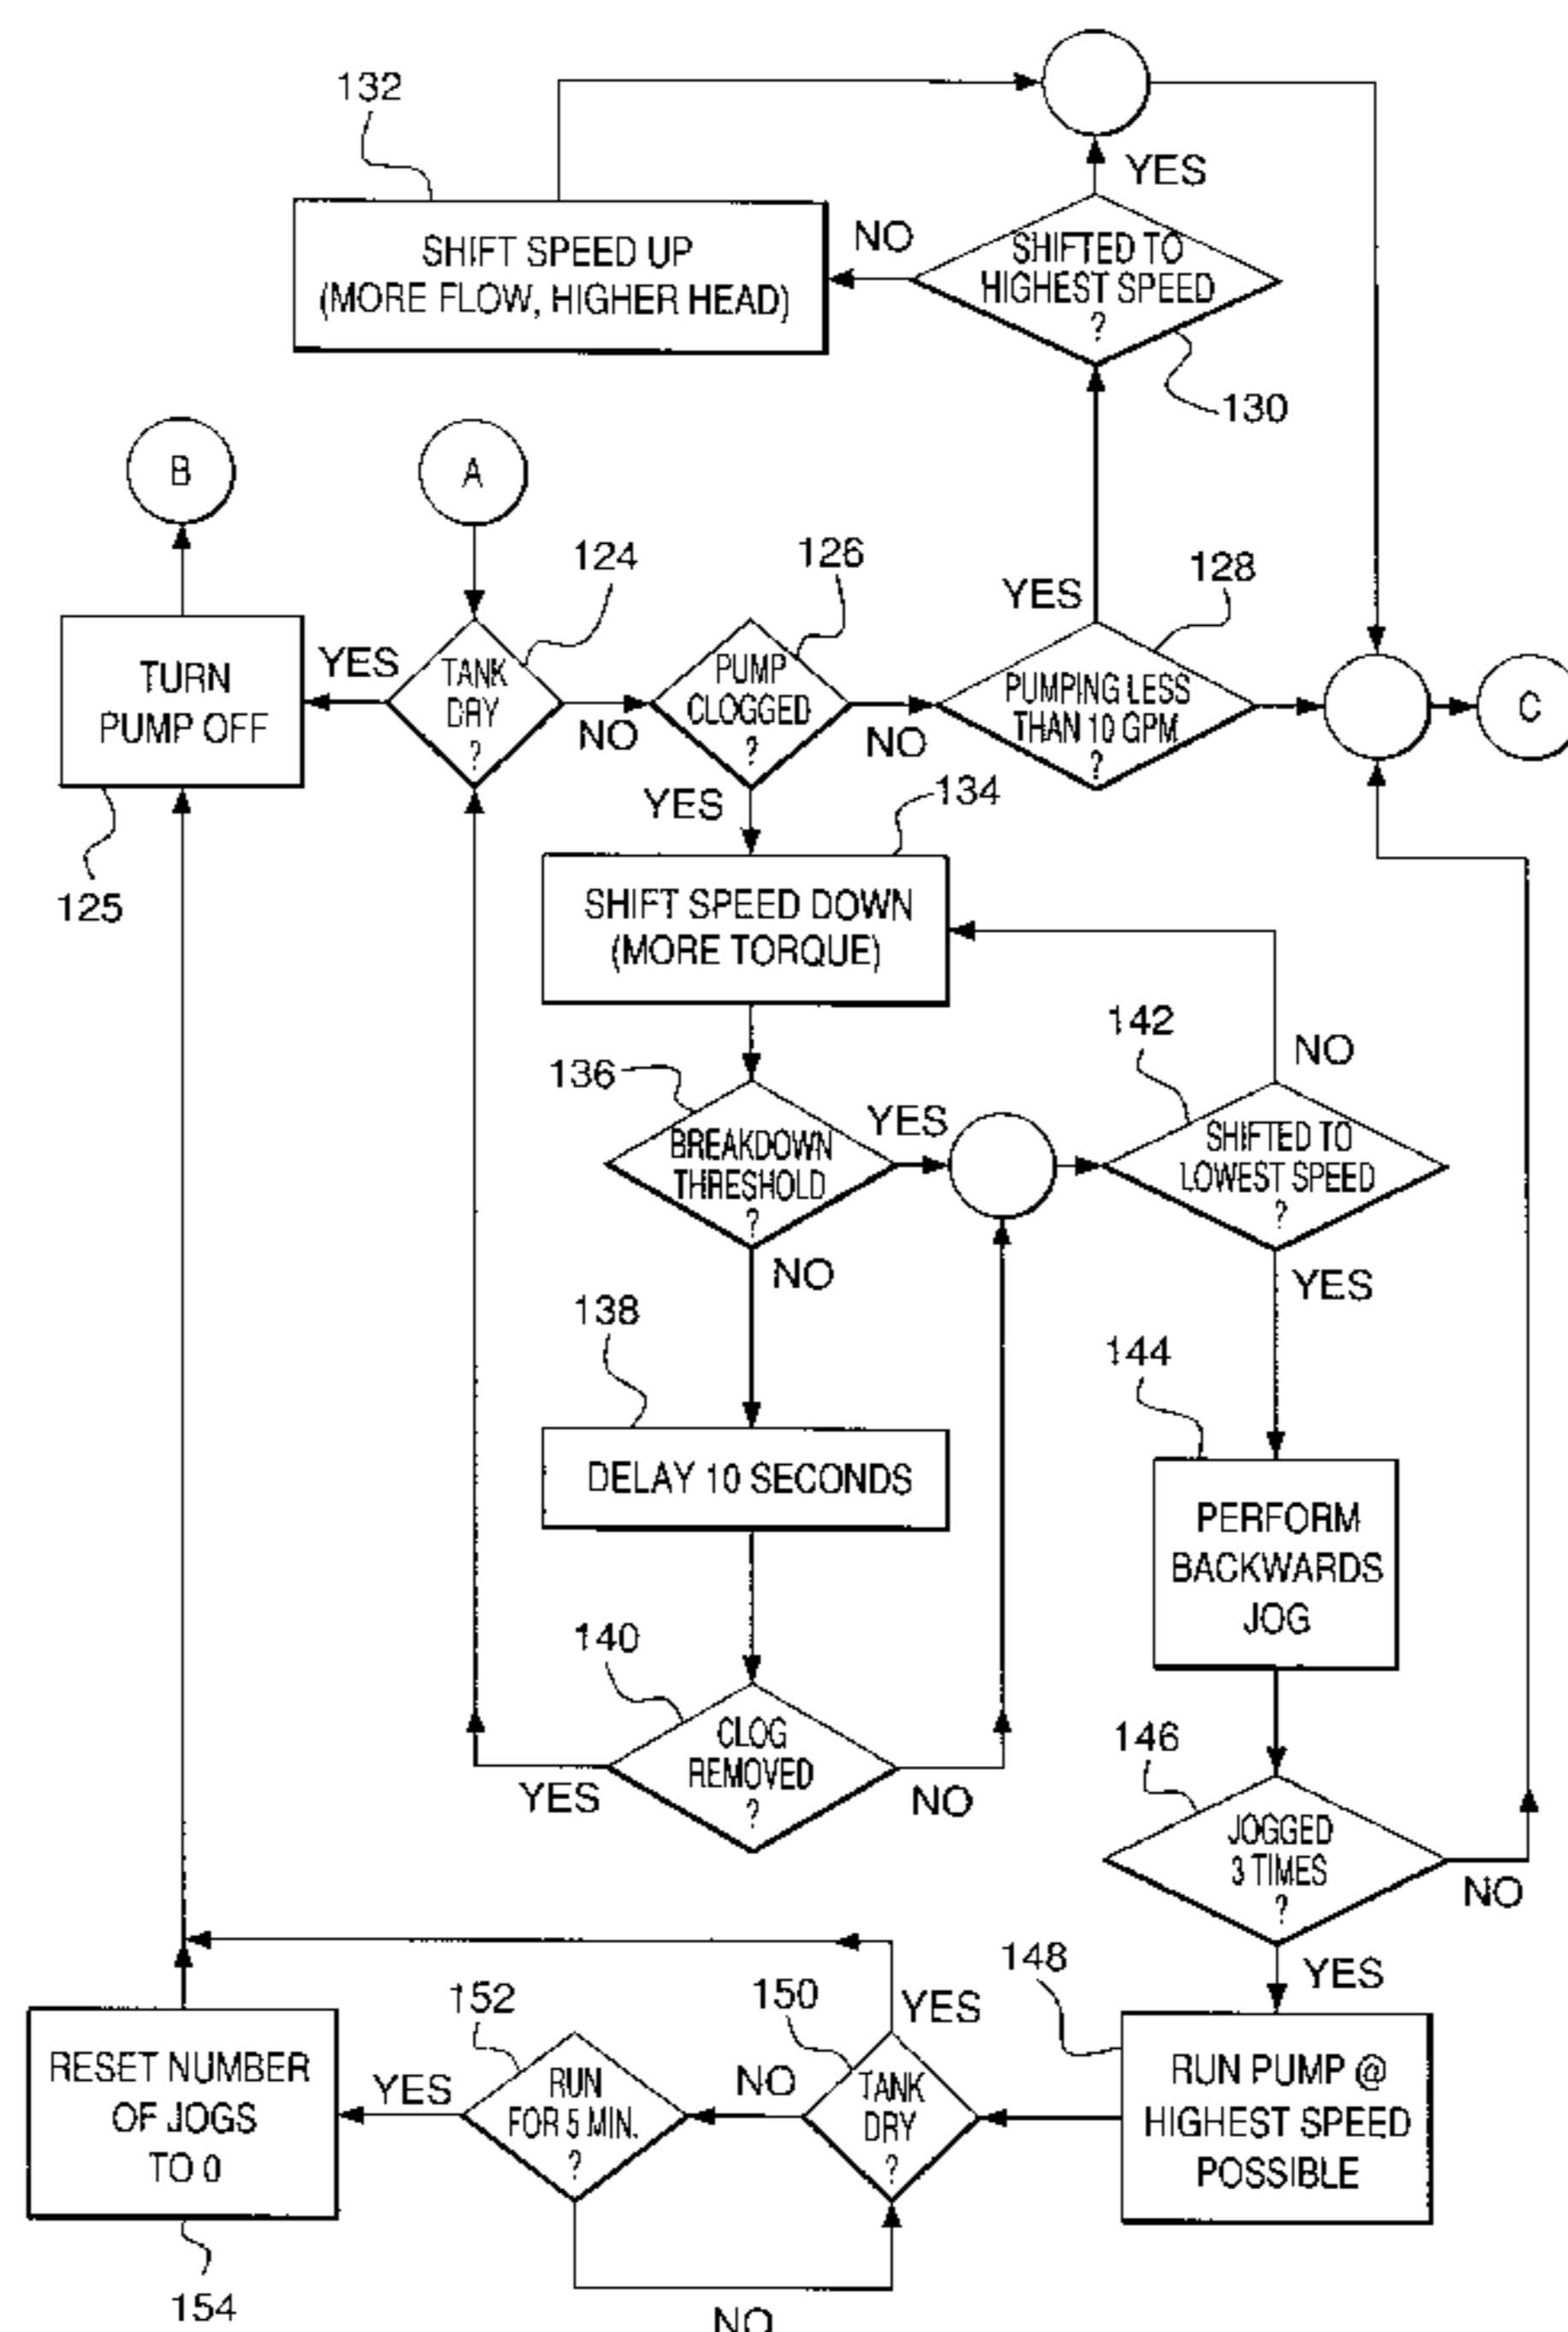 132
YES
SHIFT SPEED UP
(MORE FLOW, HIGHER HEAD)
NO
SHIFTED TO
HIGHEST SPEED
?
130
B
A
124
126
128
YES
TURN
PUMP OFF
YES
TANK
DRY
?
NO
PUMP
CLOGGED
?
NO
PUMPING LESS
THAN 10 GPM
?
C
125
YES
134
SHIFT SPEED DOWN
(MORE TORQUE)
142
NO
136
BREAKDOWN
THRESHOLD
?
YES
SHIFTED TO
LOWEST SPEED
?
NO
YES
138
144
DELAY 10 SECONDS
PERFORM
BACKWARDS
JOG
140
CLOG
REMOVED
?
YES
NO
146
JOGGED
3 TIMES
?
NO
YES
148
152
150
YES
RESET NUMBER
OF JOGS
TO 0
YES
RUN
FOR 5 MIN.
?
NO
TANK
DRY
?
RUN PUMP @
HIGHEST SPEED
POSSIBLE
154
NO